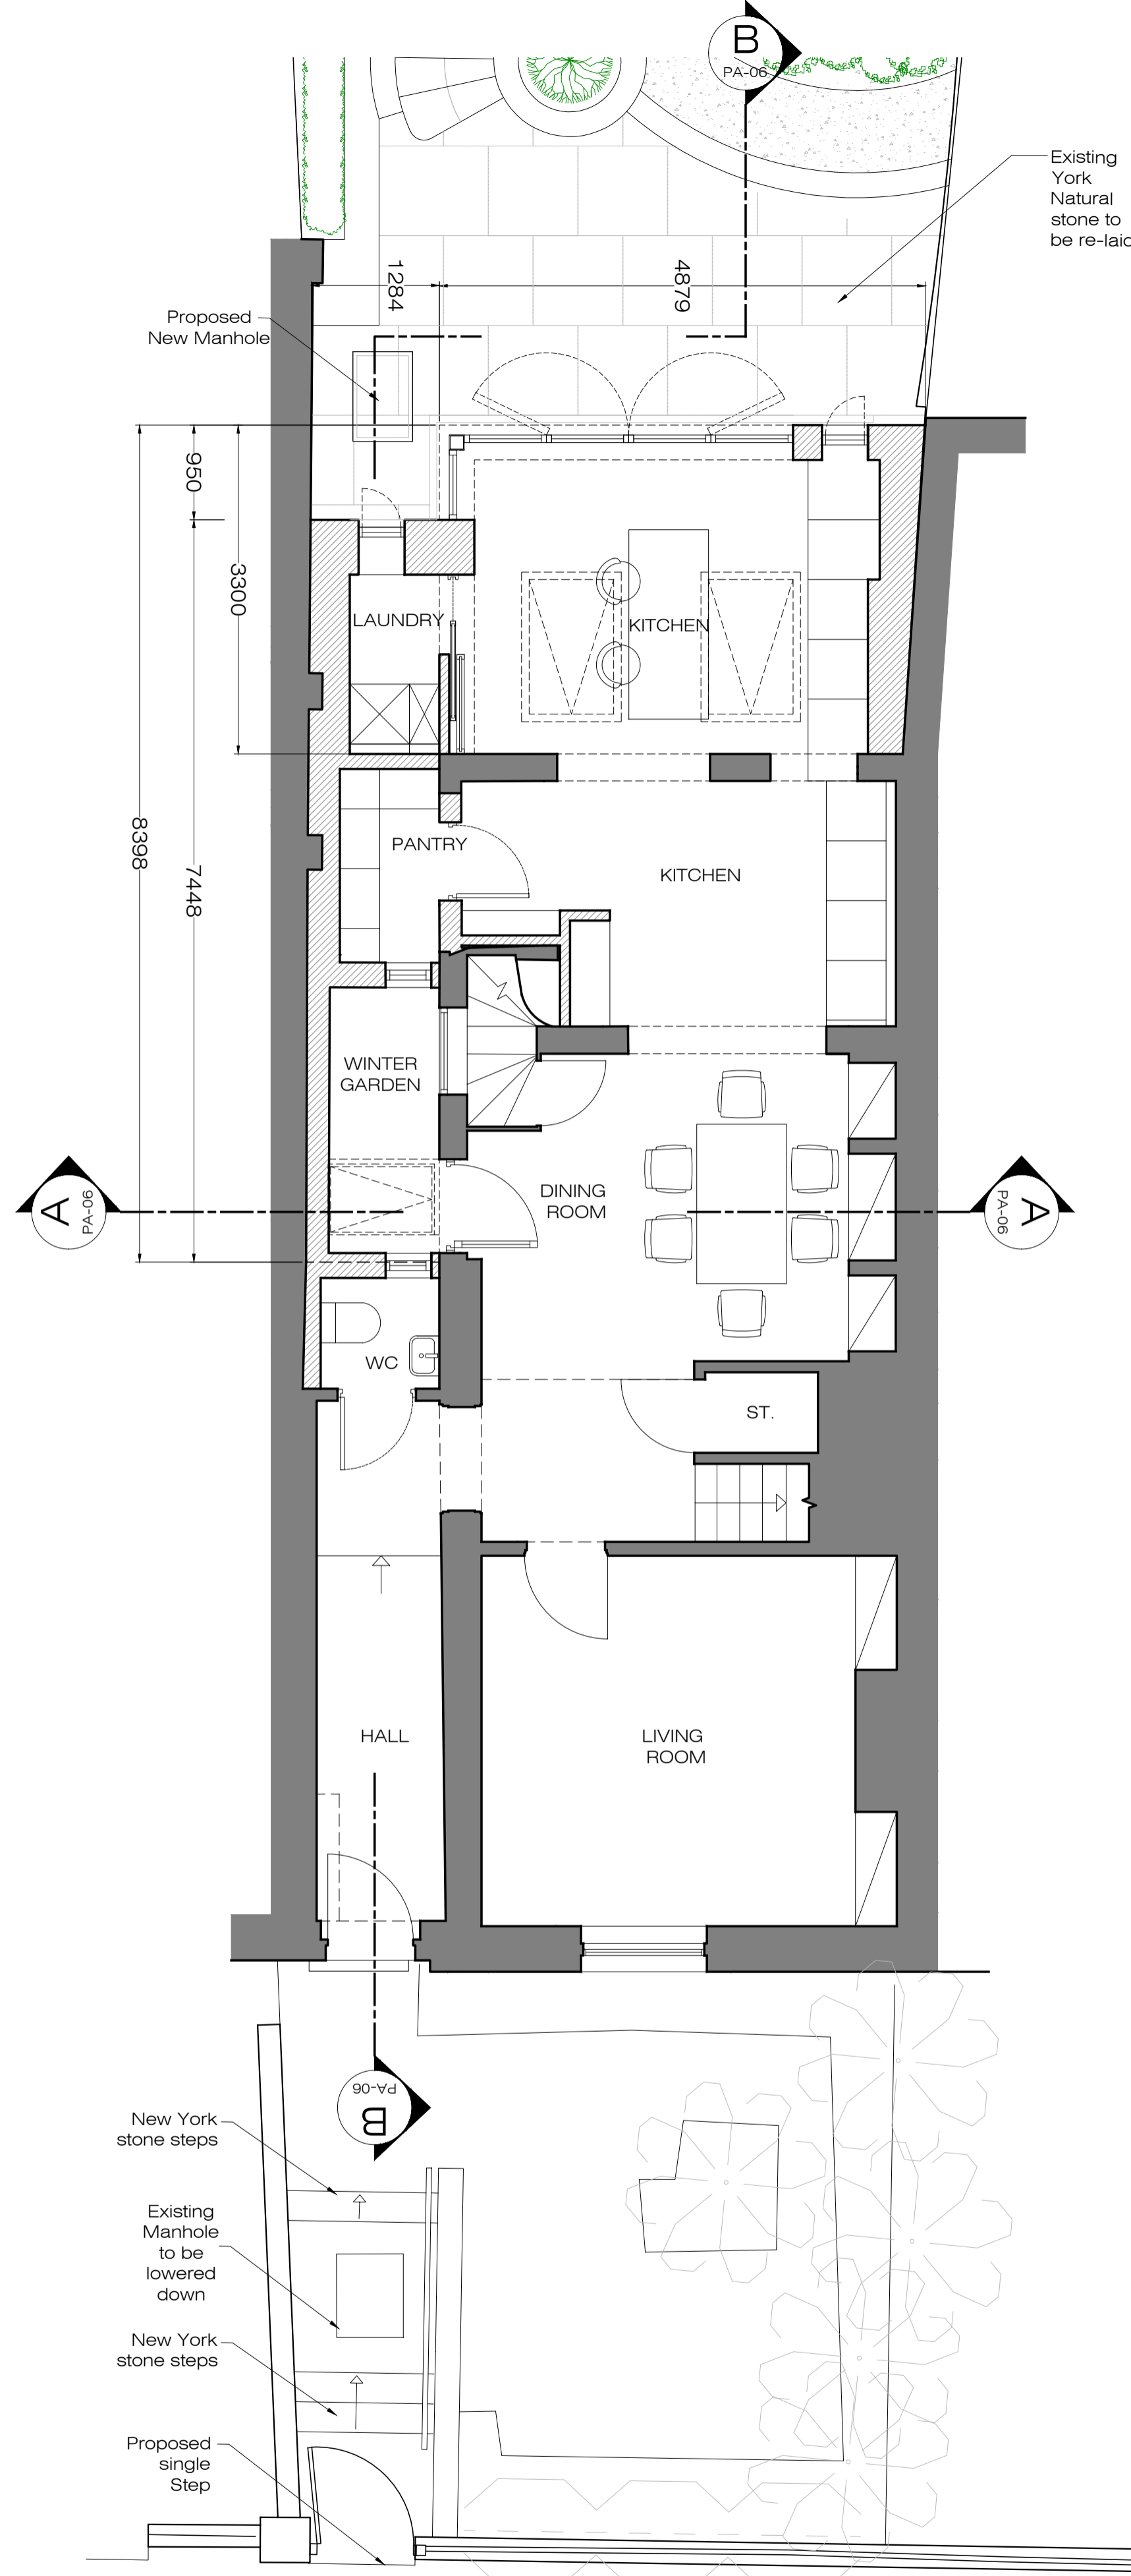 B
PA-06
Existing
York
Natural
stone to
be re-laid
1284
4879
Proposed
New Manhole
950
3300
8398
7448
LAUNDRY
KITCHEN
PANTRY
KITCHEN
WINTER
GARDEN
A
PA-06
DINING
ROOM
A
PA-06
WC
ST.
HALL
LIVING
ROOM
B
PA-06
New York
stone steps
Existing
Manhole
to be
lowered
down
New York
stone steps
Proposed
single
Step